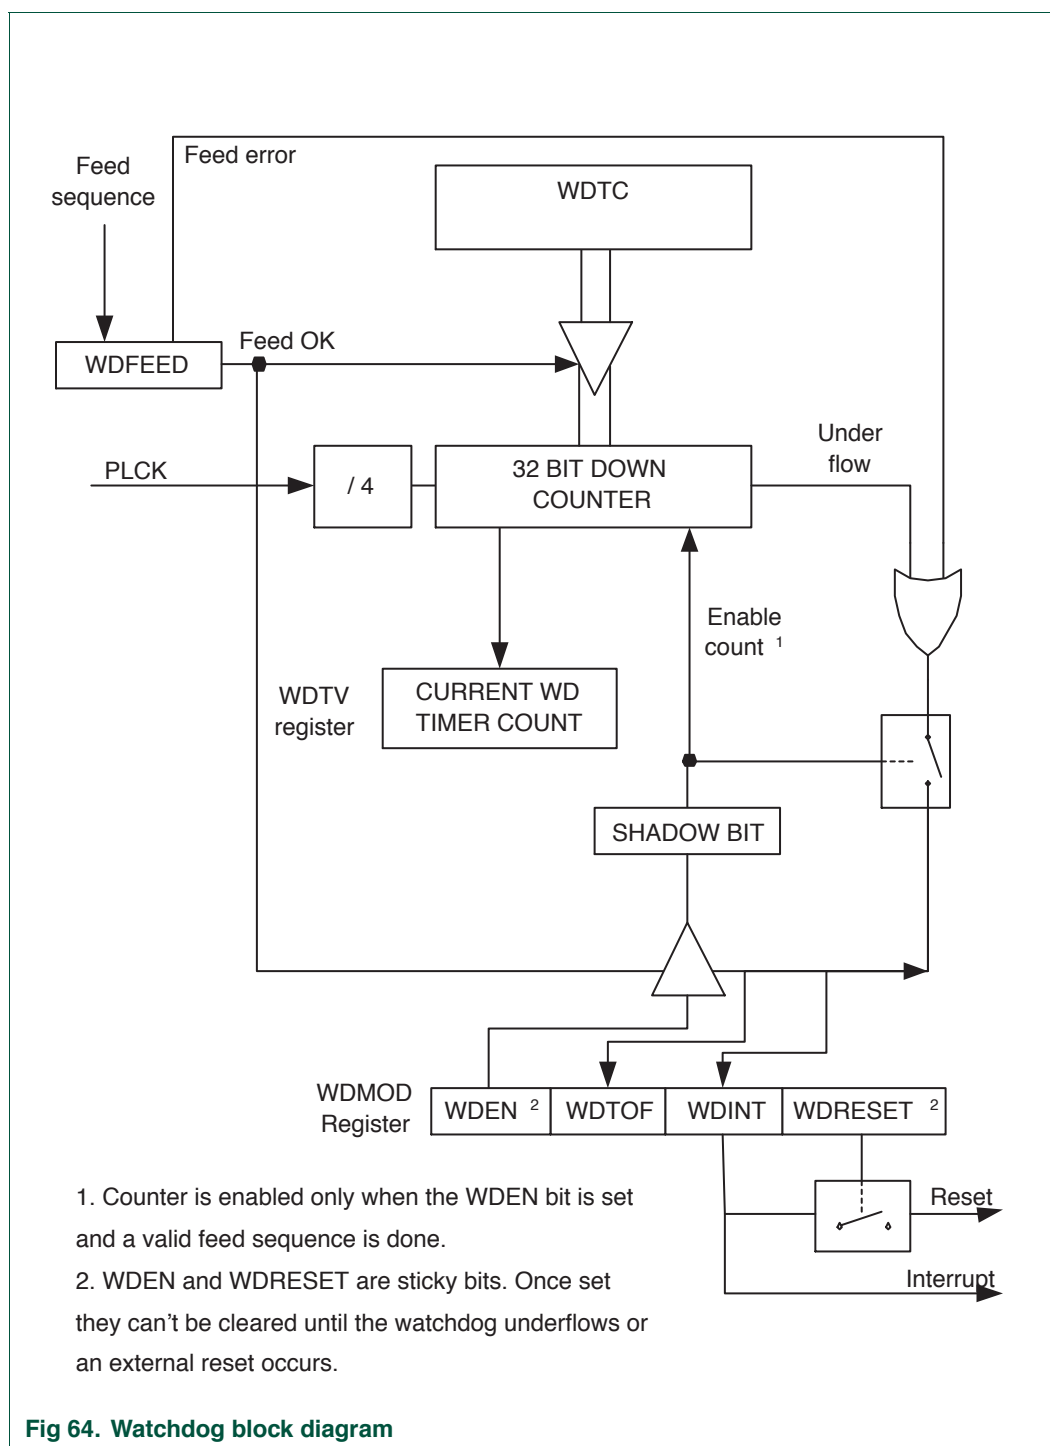 Feed error
Feed
sequence
WDTC
WDFEED
Feed OK
Under
flow
PLCK
/ 4
32 BIT DOWN
COUNTER
Enable
count 1
WDTV
register
CURRENT WD
TIMER COUNT
SHADOW BIT
WDMOD
Register
WDEN 2
WDTOF
WDINT
WDRESET 2
Reset
Interrupt
1. Counter is enabled only when the WDEN bit is set
and a valid feed sequence is done.
2. WDEN and WDRESET are sticky bits. Once set
they can't be cleared until the watchdog underflows or
an external reset occurs.
Fig 64. Watchdog block diagram